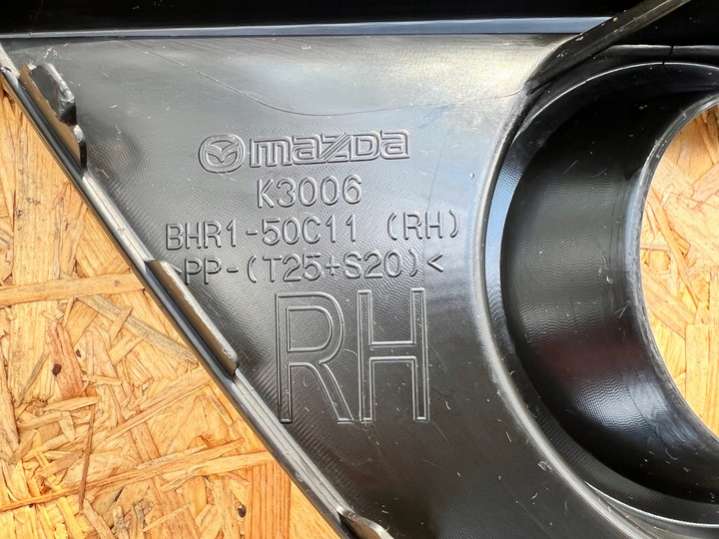 mazda
K3006
BHR1-50C11 (RH)
>PP-(T25+S20)<
RH